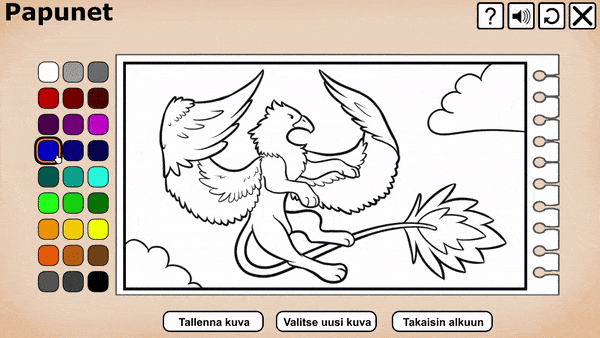 Papunet
?
Tallenna kuva
Valitse uusi kuva
Takaisin alkuun